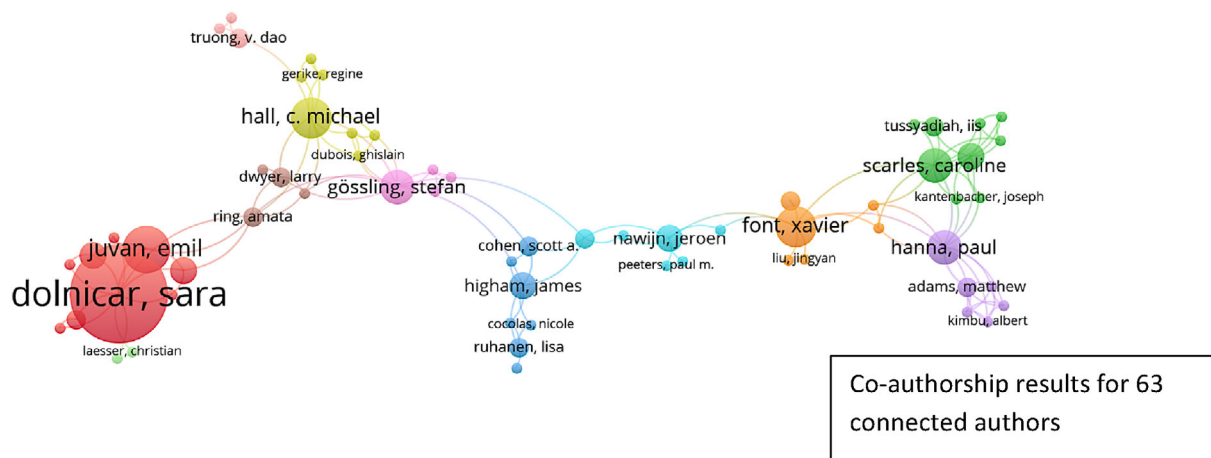 truong, v. dao
gerike, regine
hall, c. michael
dubois, ghislain
dwyer, larry
gössling, stefan
ring, amata
juvan, emil
dolnicar, sara
laesser, christian
cohen, scott a.
higham, james
cocolas, nicole
ruhanen, lisa
nawijn, jeroen
peeters, paul m.
font, xavier
liu, jingyan
tussyadiah, iis
scarles, caroline
kantenbacher, joseph
hanna, paul
adams, matthew
kimbu, albert
Co-authorship results for 63
connected authors